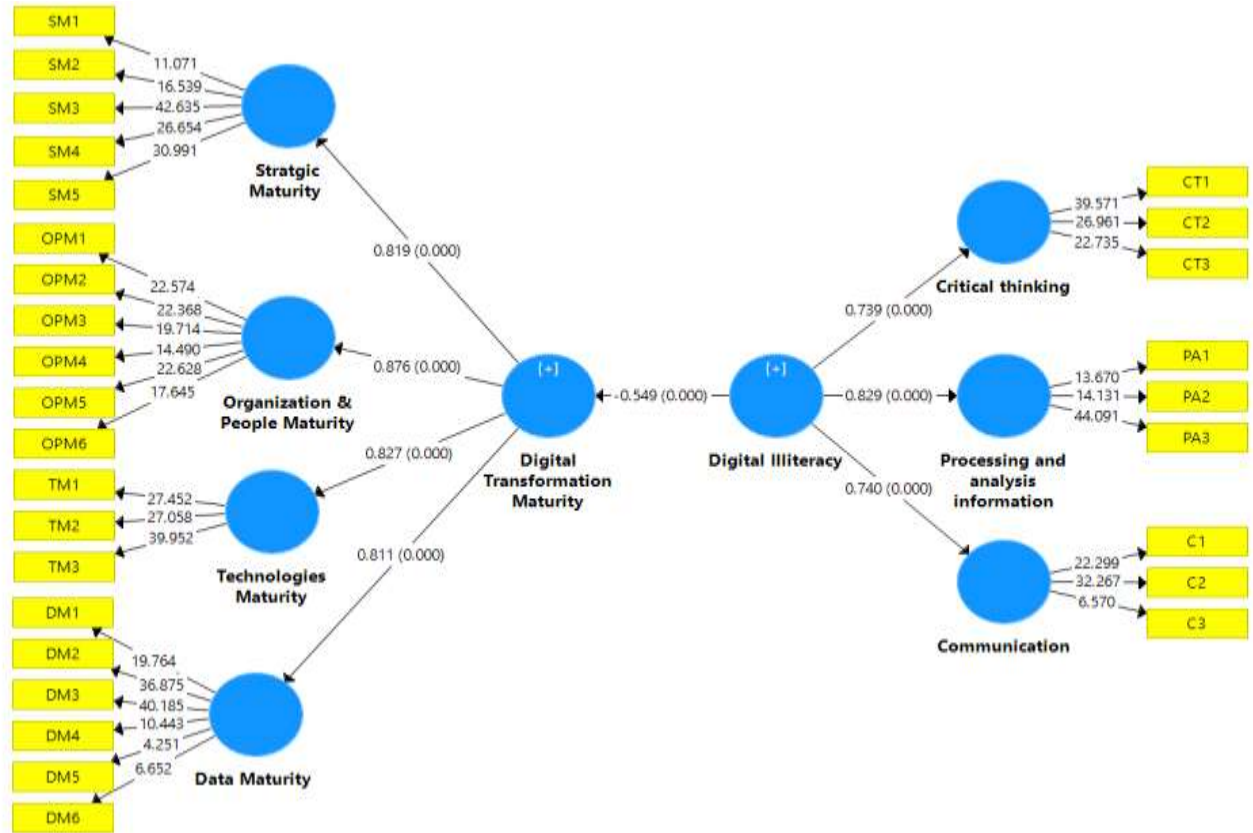 SM1
SM2
SM3
SM4
SM5
11.071
16.539
42.635
26.654
30.991
Stratgic
Maturity
OPM1
OPM2
OPM3
OPM4
OPM5
OPM6
22.574
22.368
19.714
14.490
22.628
17.645
Organization &
People Maturity
TM1
TM2
TM3
27.452
27.058
39.952
Technologies
Maturity
DM1
DM2
DM3
DM4
DM5
DM6
19.764
36.875
40.185
10.443
4.251
6.652
Data Maturity
0.819 (0.000)
0.876 (0.000)
0.827 (0.000)
0.811 (0.000)
[+]
Digital
Transformation
Maturity
-0.549 (0.000)
[+]
Digital Illiteracy
0.739 (0.000)
0.829 (0.000)
0.740 (0.000)
Critical thinking
39.571
26.961
22.735
CT1
CT2
CT3
Processing and
analysis
information
13.670
14.131
44.091
PA1
PA2
PA3
Communication
22.299
32.267
6.570
C1
C2
C3